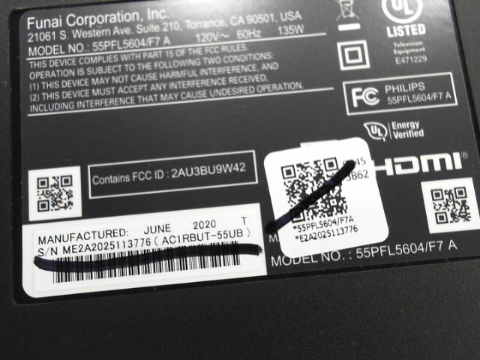 Funai Corporation, Inc.
21061 S. Western Ave. Suite 210. Torrance, CA 90501, USA
MODEL NO.: 55PFL5604/F7 A 120V~ 60Hz 135W
THIS DEVICE COMPLIES WITH PART 15 OF THE FCC RULES.
OPERATION IS SUBJECT TO THE FOLLOWING TWO CONDITIONS:
(1) THIS DEVICE MAY NOT CAUSE HARMFUL INTERFERENCE, AND
(2) THIS DEVICE MUST ACCEPT ANY INTERFERENCE RECEIVED,
INCLUDING INTERFERENCE THAT MAY CAUSE UNDESIRED OPERATION.
UL
LISTED
Television
Equipment
E471229
FC PHILIPS
55PFL5604/F7 A
UL Energy
Verified
Contains FCC ID : 2AU3BU9W42
HDMI®
45
3862
*55PFL5604/F7A
*E2A2025113776
MANUFACTURED: JUNE 2020 T
S/N ME2A2025113776 (AC1RBUT-55UB)
MODEL NO.: 55PFL5604/F7 A